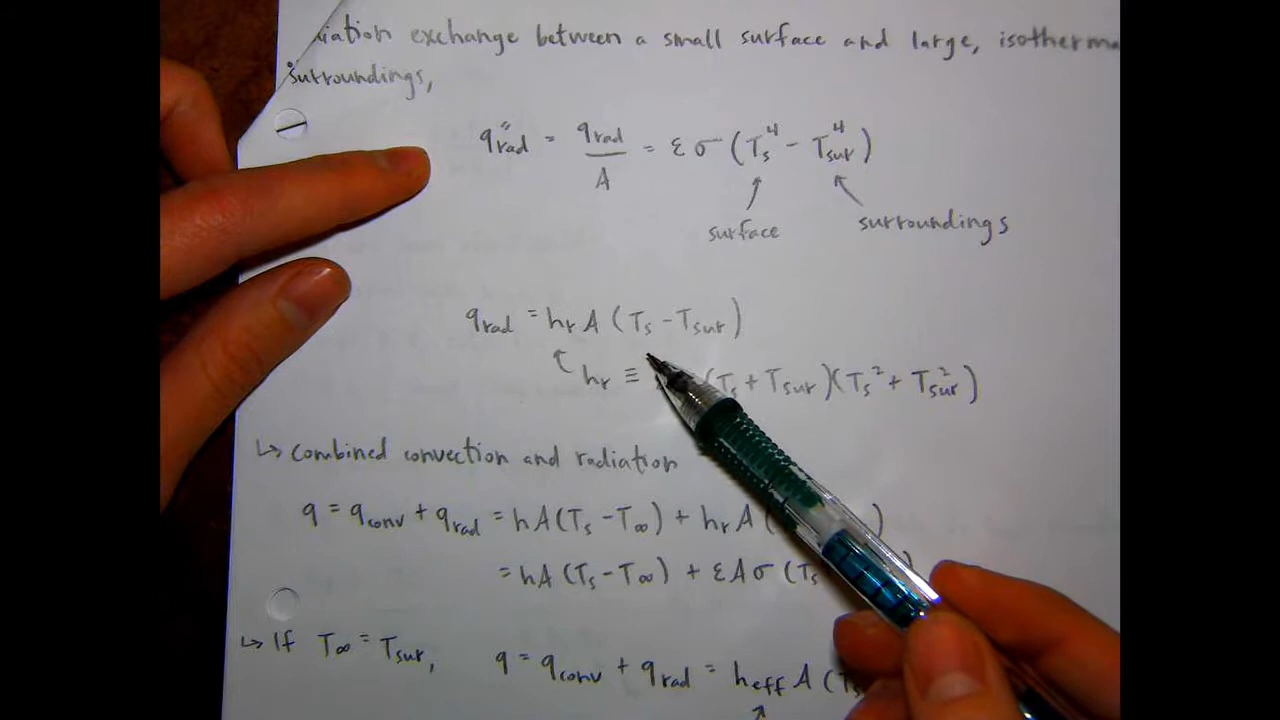 exchange between a small surface and large,
surroundings,
q"rad = qrad / A = εσ(Ts⁴ - Tsur⁴)
surface surroundings
qrad = hr A (Ts - Tsur)
hr ≡ (Ts + Tsur)(Ts² + Tsur²)
↳ combined convection and radiation
q = qconv + qrad = hA(Ts - T∞) + hr A ( )
= hA (Ts - T∞) + εAσ (Ts )
↳ If T∞ = Tsur, q = qconv + qrad = heff A (Ts